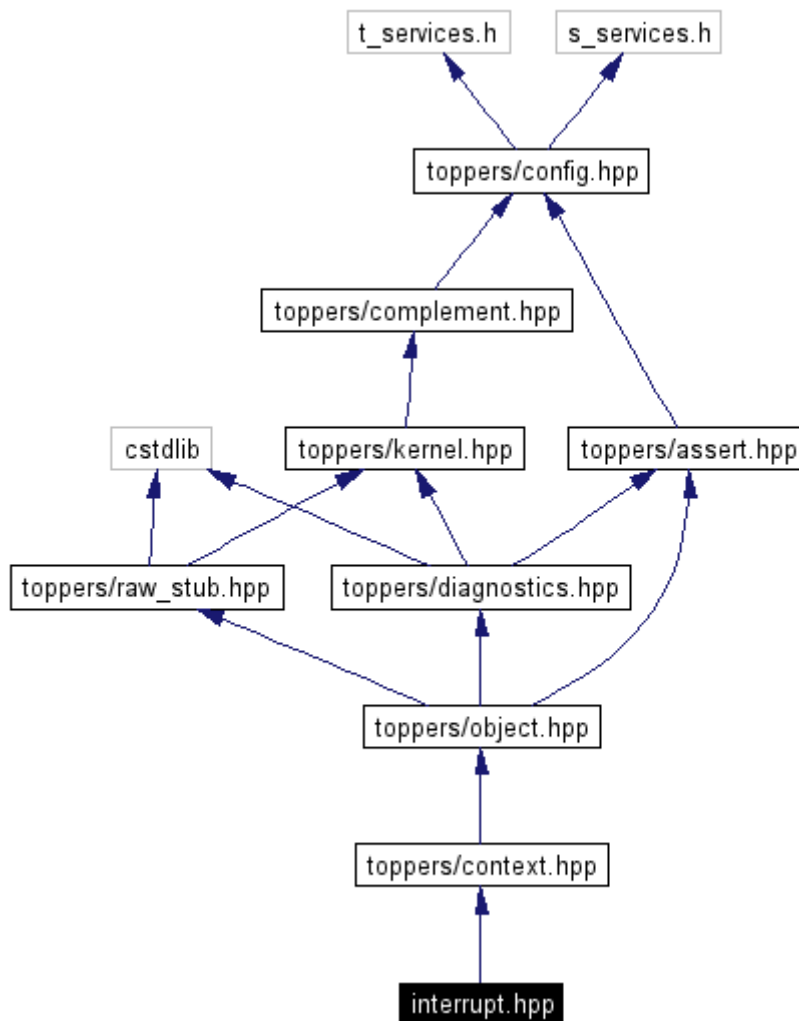 t_services.h
s_services.h
toppers/config.hpp
toppers/complement.hpp
cstdlib
toppers/kernel.hpp
toppers/assert.hpp
toppers/raw_stub.hpp
toppers/diagnostics.hpp
toppers/object.hpp
toppers/context.hpp
interrupt.hpp